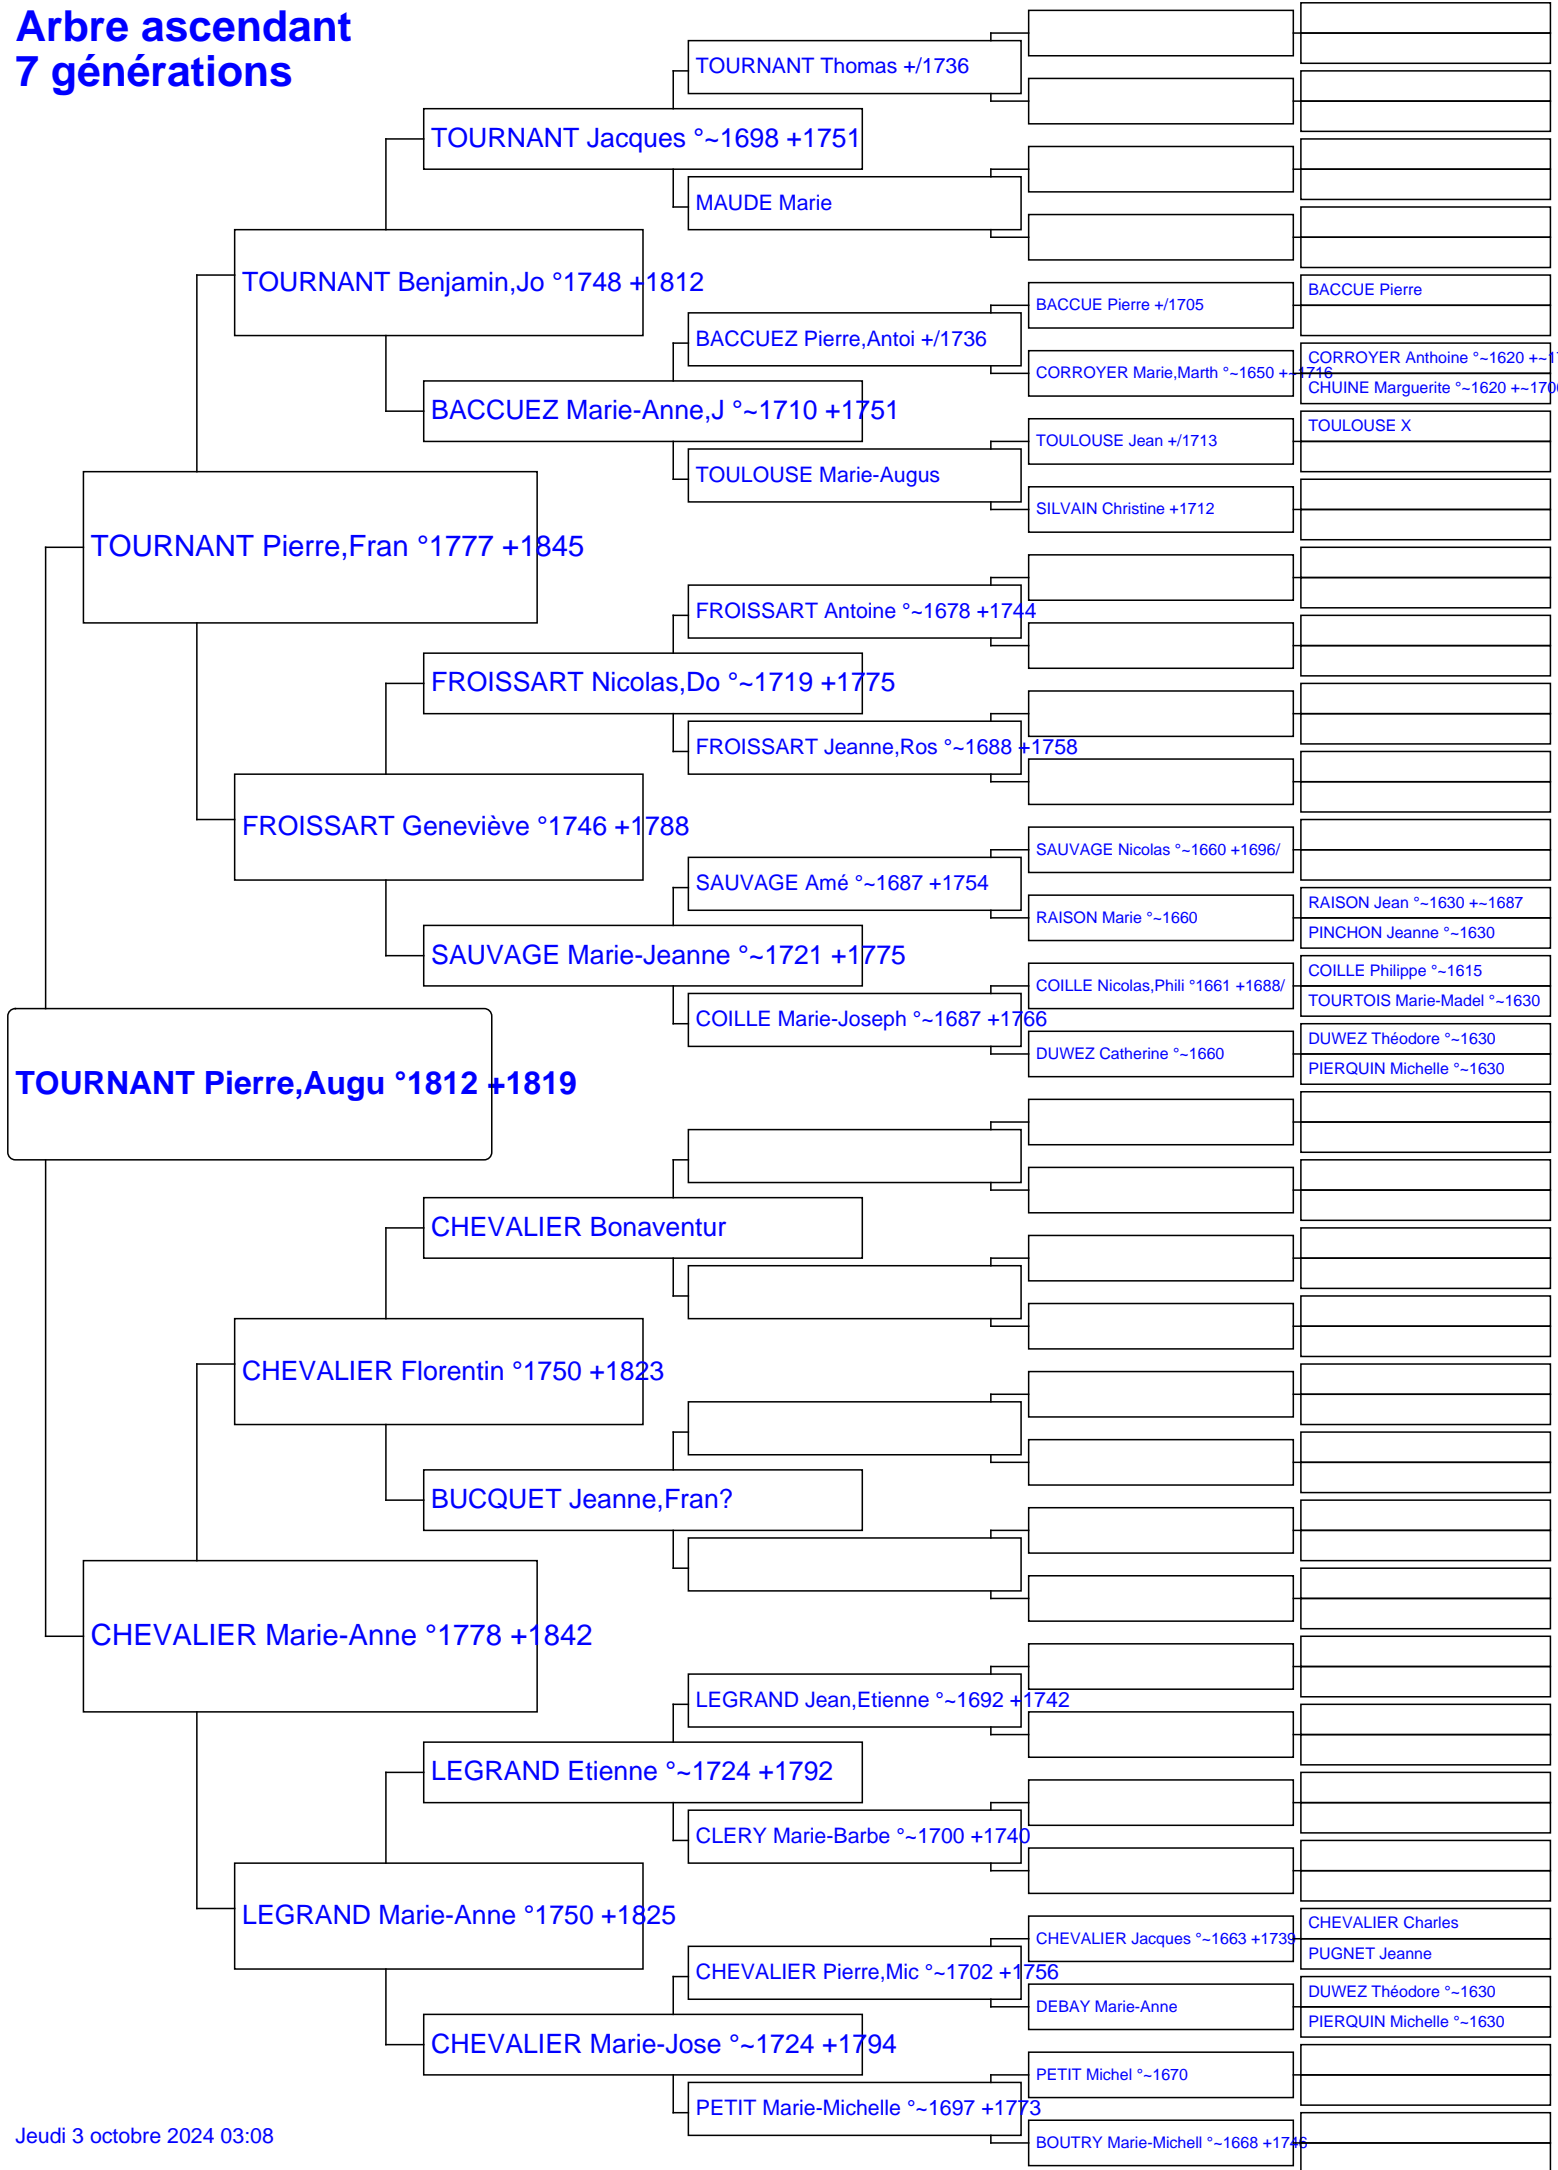 Arbre ascendant
7 générations
TOURNANT Thomas +/1736
TOURNANT Jacques °~1698 +1751
MAUDE Marie
TOURNANT Benjamin,Jo °1748 +1812
BACCUE Pierre
BACCUE Pierre +/1705
BACCUEZ Pierre,Antoi +/1736
CORROYER Anthoine °~1620 +~1
CORROYER Marie,Marth °~1650 +~1716
CHUINE Marguerite °~1620 +~170
BACCUEZ Marie-Anne,J °~1710 +1751
TOULOUSE X
TOULOUSE Jean +/1713
TOULOUSE Marie-Augus
SILVAIN Christine +1712
TOURNANT Pierre,Fran °1777 +1845
FROISSART Antoine °~1678 +1744
FROISSART Nicolas,Do °~1719 +1775
FROISSART Jeanne,Ros °~1688 +1758
FROISSART Geneviève °1746 +1788
SAUVAGE Nicolas °~1660 +1696/
SAUVAGE Amé °~1687 +1754
RAISON Jean °~1630 +~1687
RAISON Marie °~1660
PINCHON Jeanne °~1630
SAUVAGE Marie-Jeanne °~1721 +1775
COILLE Philippe °~1615
COILLE Nicolas,Phili °1661 +1688/
TOURTOIS Marie-Madel °~1630
COILLE Marie-Joseph °~1687 +1766
DUWEZ Théodore °~1630
DUWEZ Catherine °~1660
PIERQUIN Michelle °~1630
TOURNANT Pierre,Augu °1812 +1819
CHEVALIER Bonaventur
CHEVALIER Florentin °1750 +1823
BUCQUET Jeanne,Fran?
CHEVALIER Marie-Anne °1778 +1842
LEGRAND Jean,Etienne °~1692 +1742
LEGRAND Etienne °~1724 +1792
CLERY Marie-Barbe °~1700 +1740
LEGRAND Marie-Anne °1750 +1825
CHEVALIER Charles
CHEVALIER Jacques °~1663 +1739
PUGNET Jeanne
CHEVALIER Pierre,Mic °~1702 +1756
DUWEZ Théodore °~1630
DEBAY Marie-Anne
PIERQUIN Michelle °~1630
CHEVALIER Marie-Jose °~1724 +1794
PETIT Michel °~1670
PETIT Marie-Michelle °~1697 +1773
BOUTRY Marie-Michell °~1668 +1746
Jeudi 3 octobre 2024 03:08